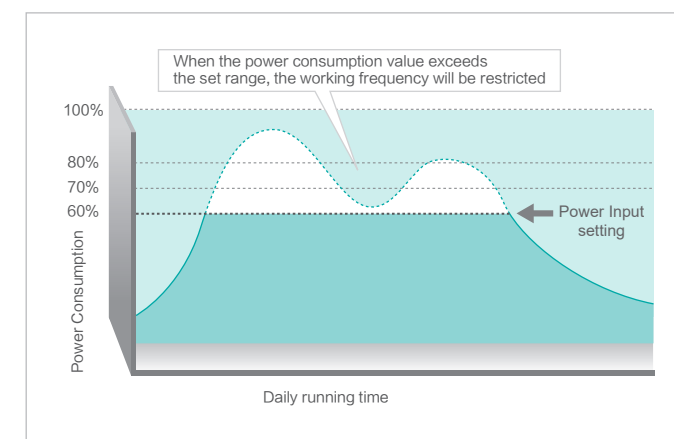 When the power consumption value exceeds
the set range, the working frequency will be restricted
100%
80%
70%
60%
Power Input
setting
Power Consumption
Daily running time